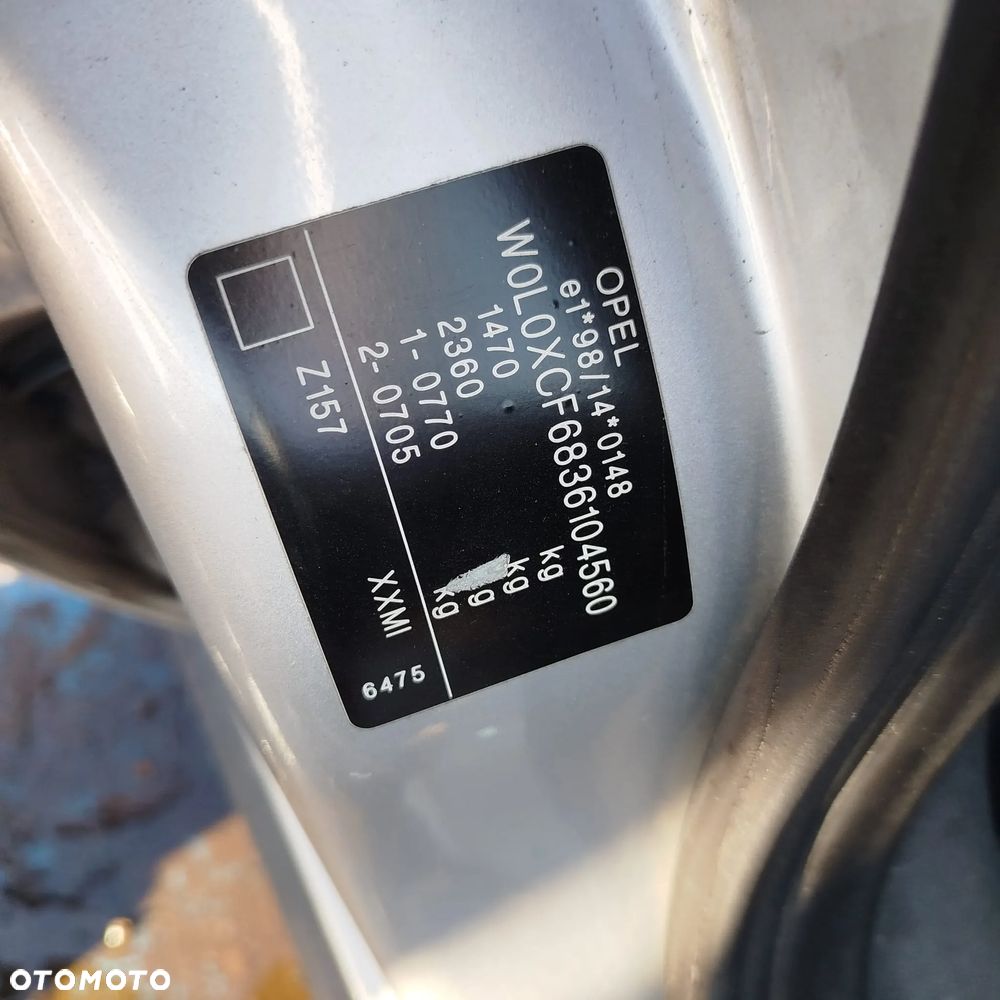 OPEL
e1*98/14*0148
W0L0XCF6836104560
1470 kg
2360 kg
1- 0770 kg
2- 0705 kg
Z157 XXMI 6475
OTOMOTO